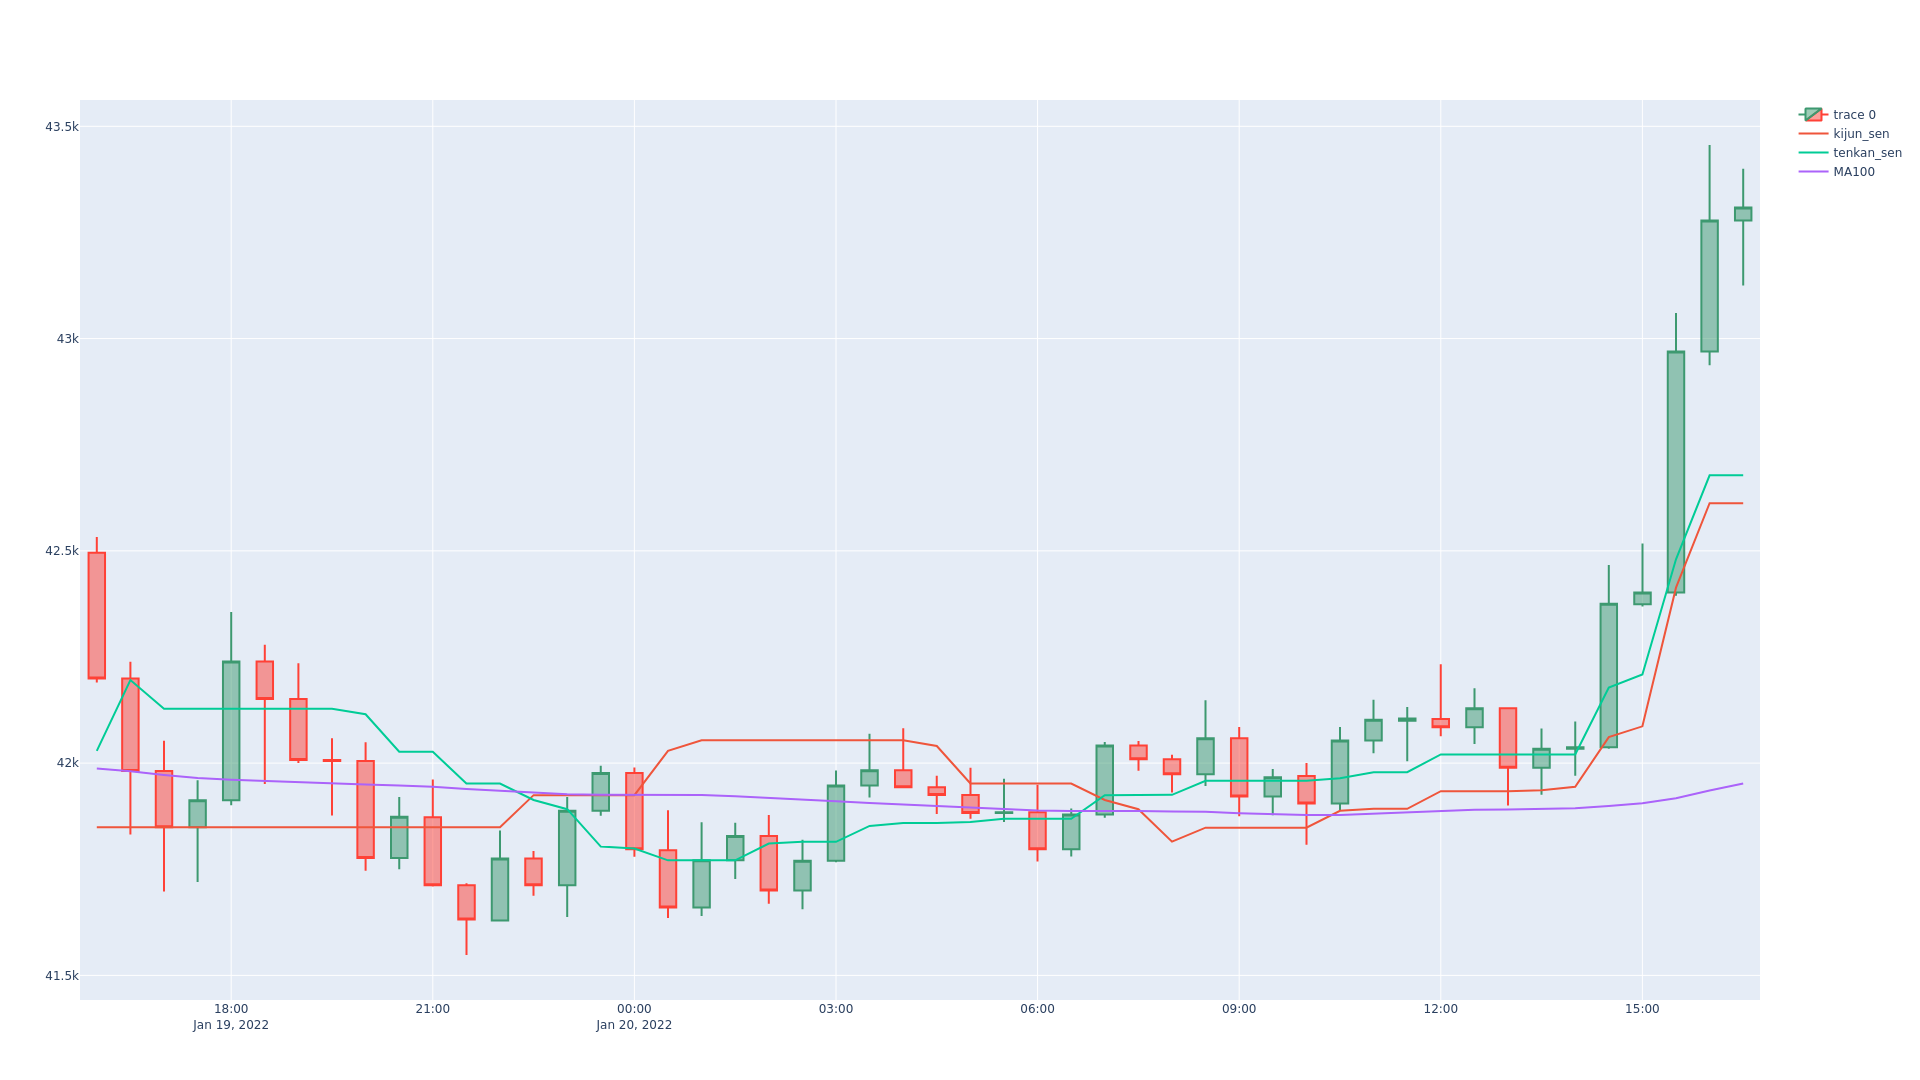 43.5k
43k
42.5k
42k
41.5k
18:00
Jan 19, 2022
21:00
00:00
Jan 20, 2022
03:00
06:00
09:00
12:00
15:00
trace 0
kijun_sen
tenkan_sen
MA100